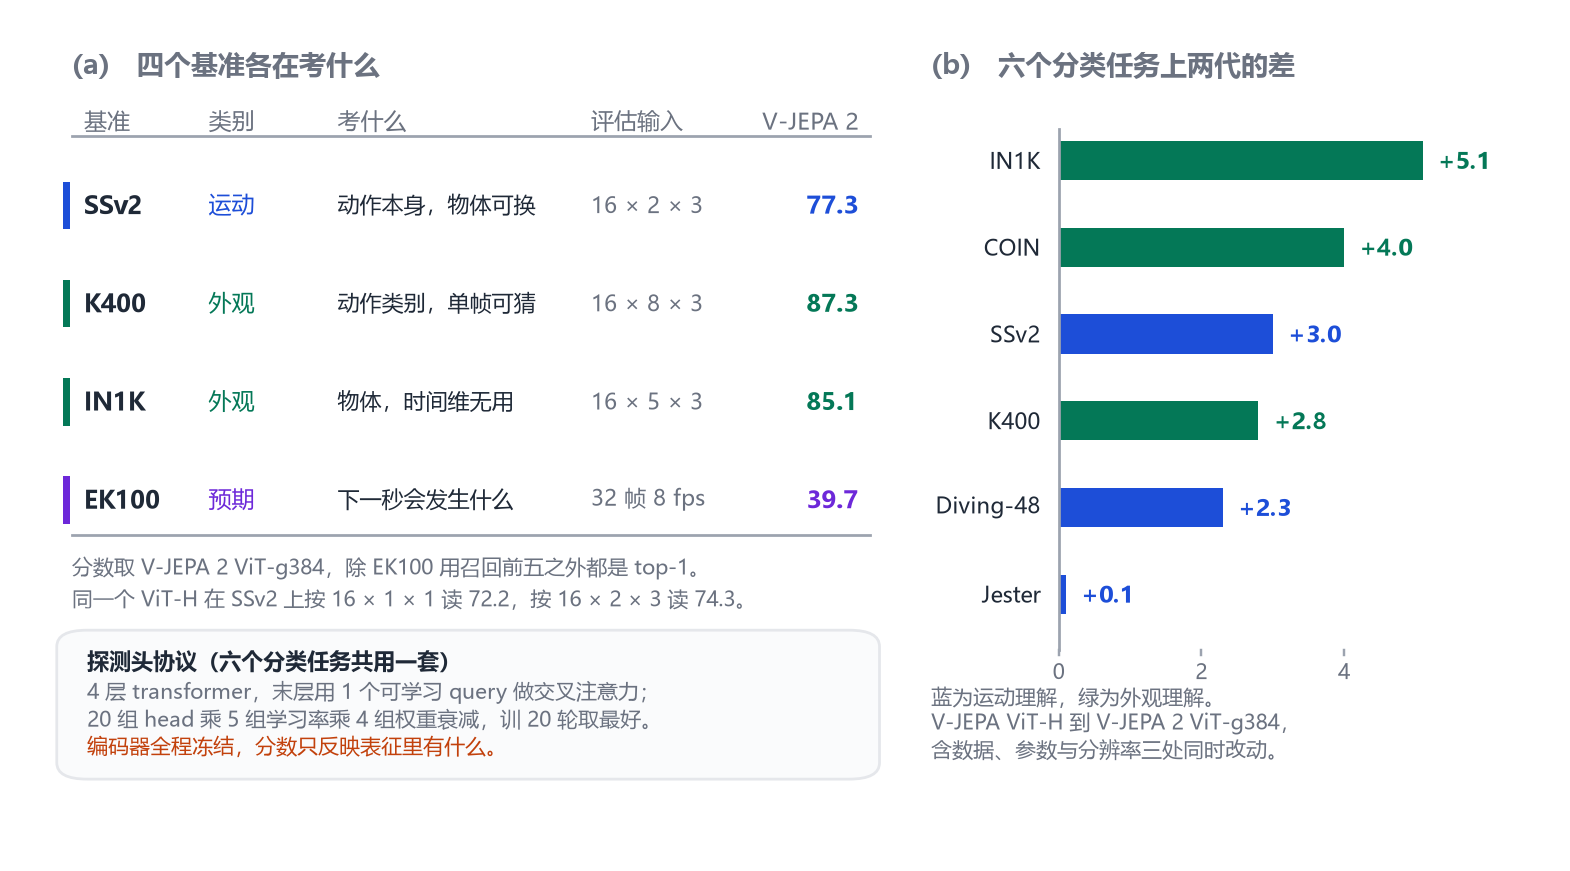 (a) 四个基准各在考什么
基准 类别 考什么 评估输入 V-JEPA 2
SSv2 运动 动作本身，物体可换 16 × 2 × 3 77.3
K400 外观 动作类别，单帧可猜 16 × 8 × 3 87.3
IN1K 外观 物体，时间维无用 16 × 5 × 3 85.1
EK100 预期 下一秒会发生什么 32 帧 8 fps 39.7
分数取 V-JEPA 2 ViT-g384，除 EK100 用召回前五之外都是 top-1。
同一个 ViT-H 在 SSv2 上按 16 × 1 × 1 读 72.2，按 16 × 2 × 3 读 74.3。
探测头协议（六个分类任务共用一套）
4 层 transformer，末层用 1 个可学习 query 做交叉注意力；
20 组 head 乘 5 组学习率乘 4 组权重衰减，训 20 轮取最好。
编码器全程冻结，分数只反映表征里有什么。
(b) 六个分类任务上两代的差
IN1K +5.1
COIN +4.0
SSv2 +3.0
K400 +2.8
Diving-48 +2.3
Jester +0.1
0 2 4
蓝为运动理解，绿为外观理解。
V-JEPA ViT-H 到 V-JEPA 2 ViT-g384，
含数据、参数与分辨率三处同时改动。